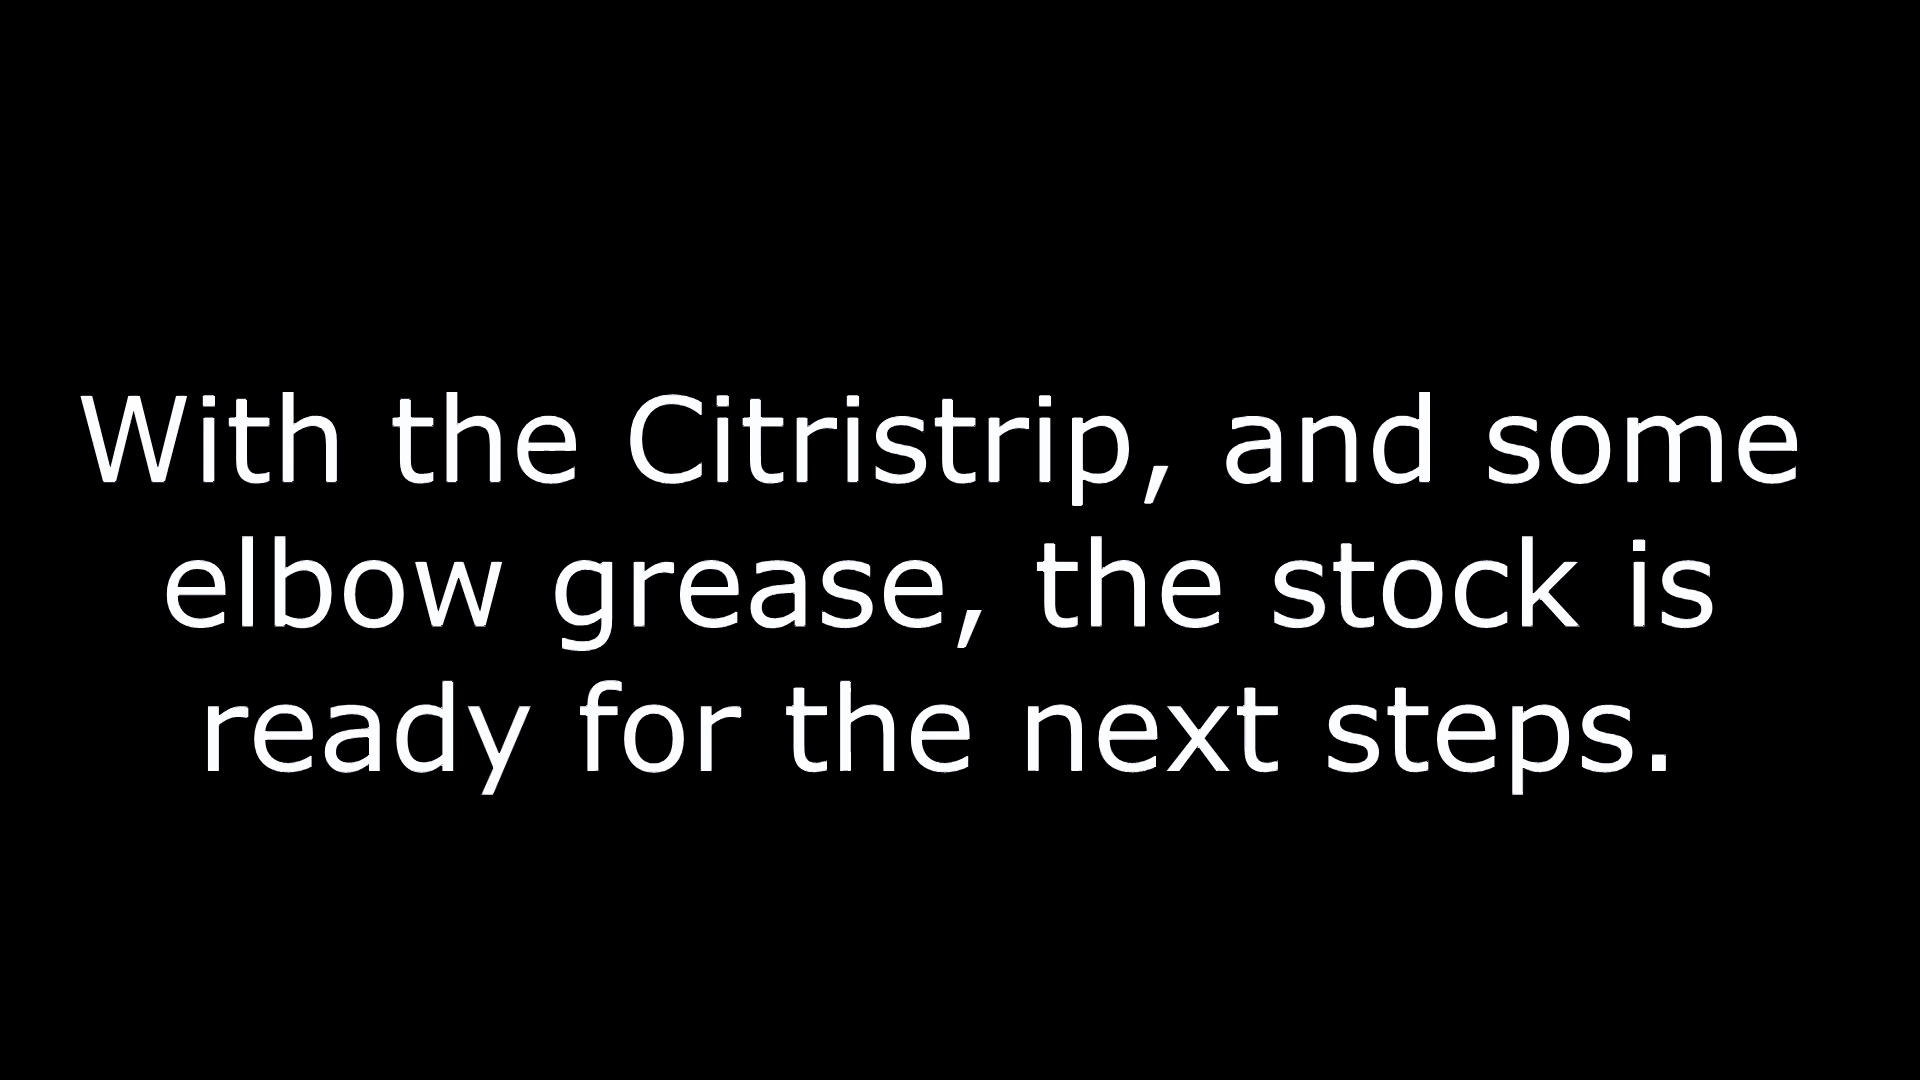 With the Citristrip, and some
elbow grease, the stock is
ready for the next steps.